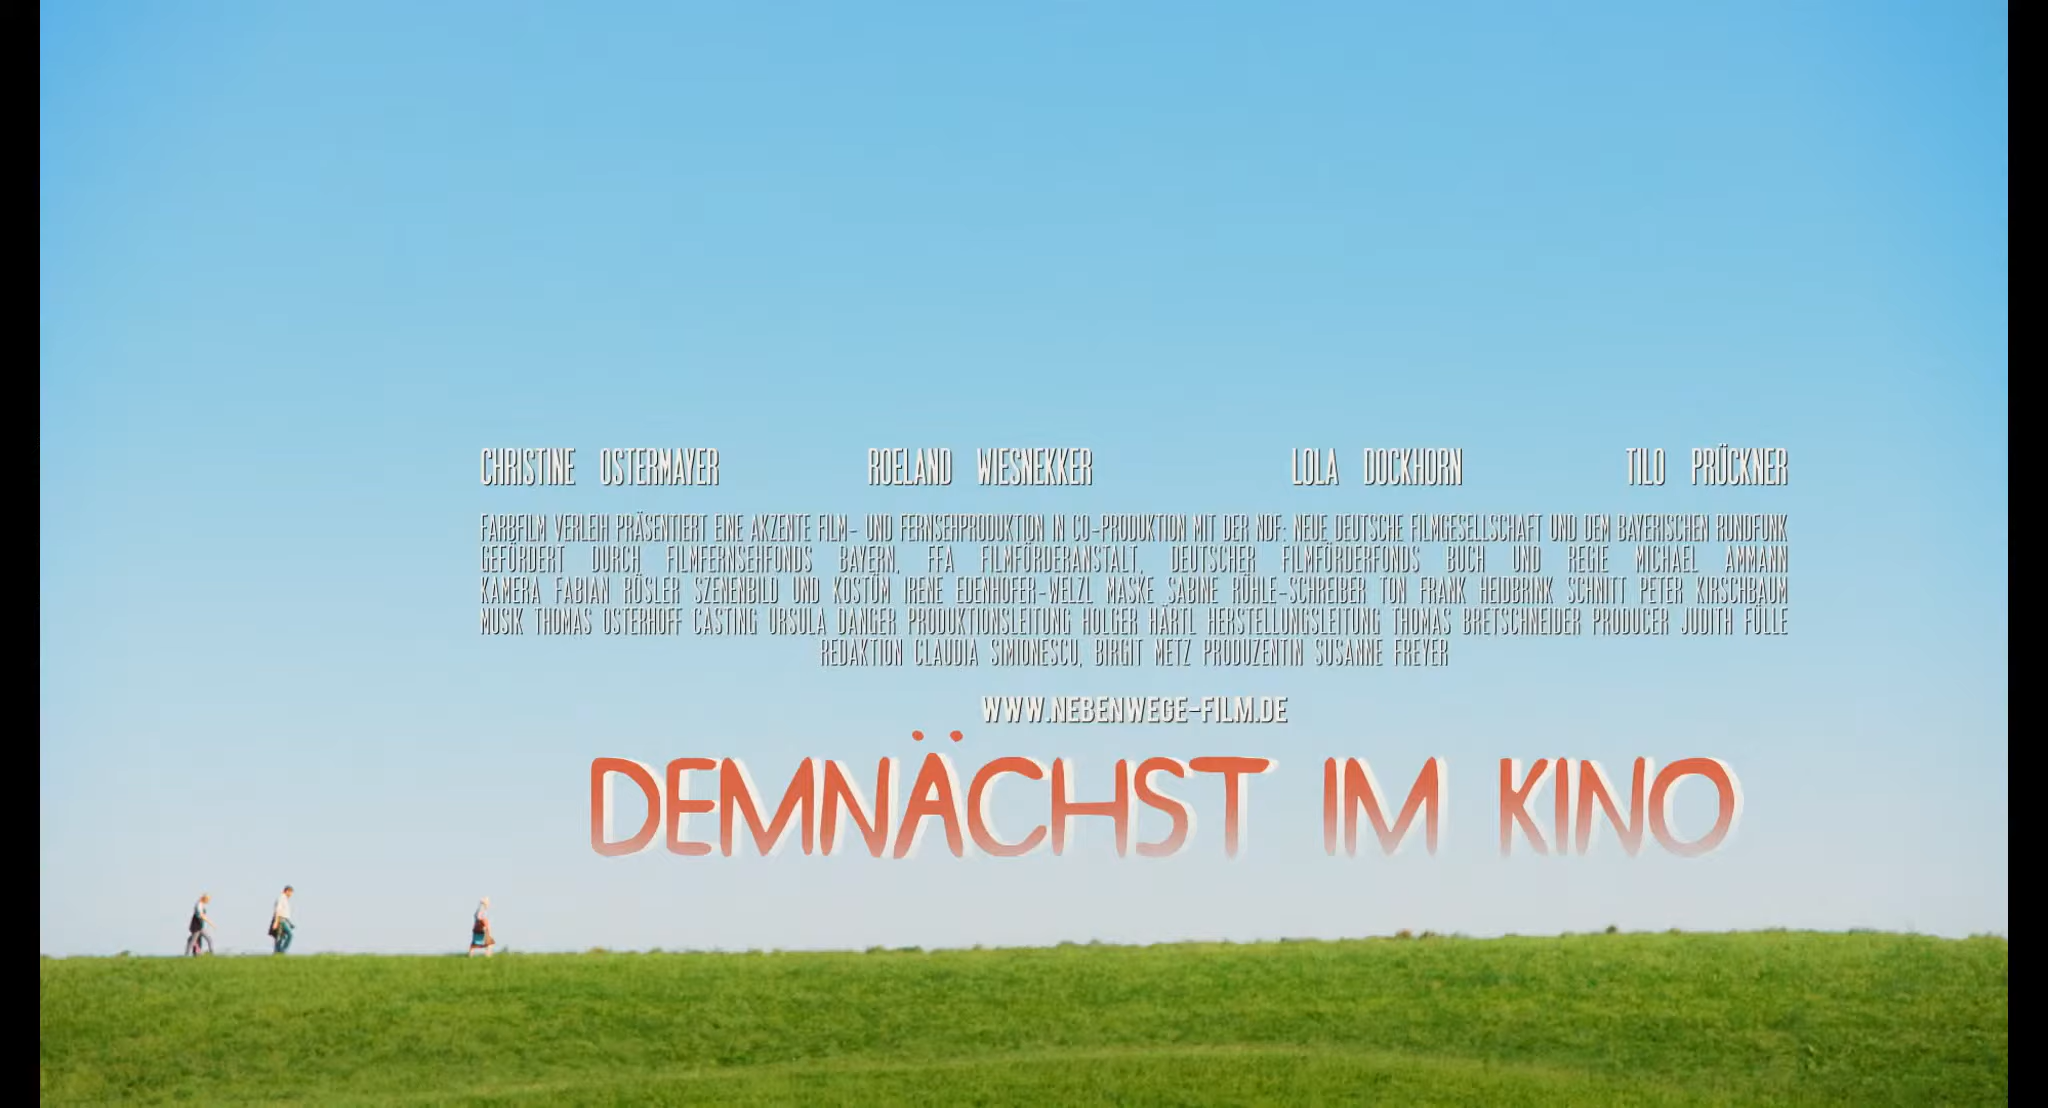 CHRISTINE OSTERMAYER ROELAND WIESNEKKER LOLA DOCKHORN TILO PRÜCKNER
FARBFILM VERLEIH PRÄSENTIERT EINE AKZENTE FILM- UND FERNSEHPRODUKTION IN CO-PRODUKTION MIT DER NDF: NEUE DEUTSCHE FILMGESELLSCHAFT UND DEM BAYERISCHEN RUNDFUNK
GEFÖRDERT DURCH FILMFERNSEHFONDS BAYERN, FFA FILMFÖRDERANSTALT, DEUTSCHER FILMFÖRDERFONDS BUCH UND REGIE MICHAEL AMMANN
KAMERA FABIAN RÖSLER SZENENBILD UND KOSTÜM IRENE EDENHOFER-WELZL MASKE SABINE RÜHLE-SCHREIBER TON FRANK HEIDBRINK SCHNITT PETER KIRSCHBAUM
MUSIK THOMAS OSTERHOFF CASTING URSULA DANGER PRODUKTIONSLEITUNG HOLGER HÄRTL HERSTELLUNGSLEITUNG THOMAS BRETSCHNEIDER PRODUCER JUDITH FÜLLE
REDAKTION CLAUDIA SIMIONESCU, BIRGIT METZ PRODUZENTIN SUSANNE FREYER
WWW.NEBENWEGE-FILM.DE
DEMNÄCHST IM KINO